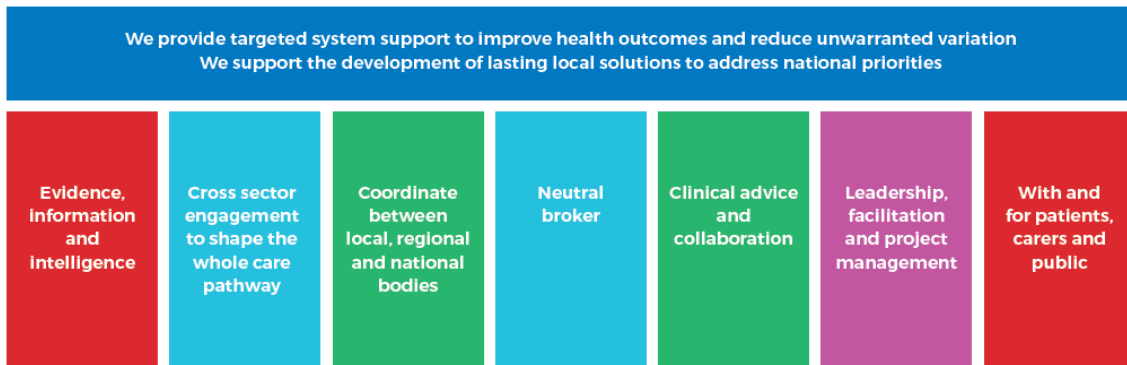 We provide targeted system support to improve health outcomes and reduce unwarranted variation
We support the development of lasting local solutions to address national priorities
Evidence,
information
and
intelligence
Cross sector
engagement
to shape the
whole care
pathway
Coordinate
between
local, regional
and national
bodies
Neutral
broker
Clinical advice
and
collaboration
Leadership,
facilitation
and project
management
With and
for patients,
carers and
public